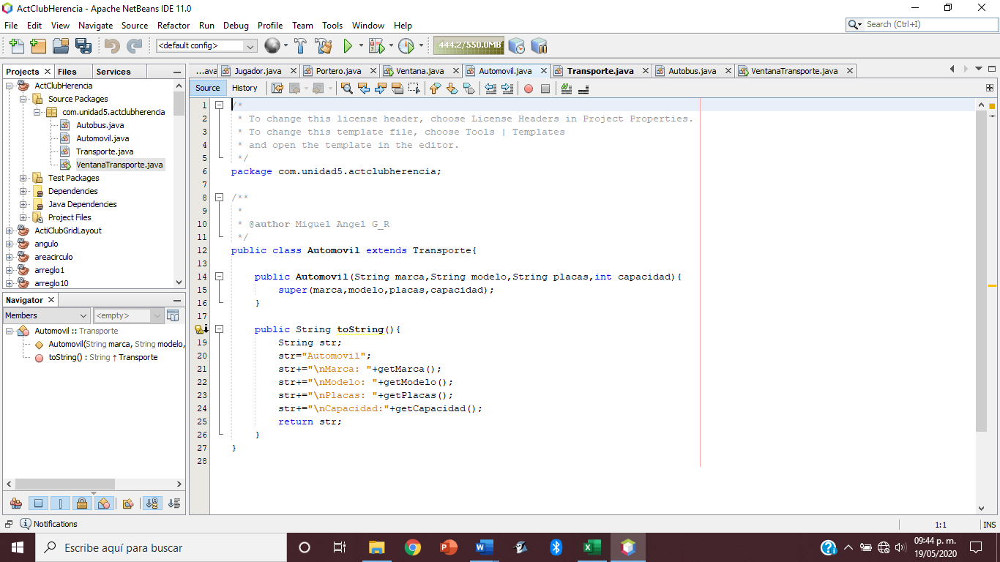 ActClubHerencia - Apache NetBeans IDE 11.0
File Edit View Navigate Source Refactor Run Debug Profile Team Tools Window Help
Search (Ctrl+I)
<default config>
444.2/550.0MB
Projects Files Services
...ava Jugador.java Portero.java Ventana.java Automovil.java Transporte.java Autobus.java VentanaTransporte.java
Source History
ActClubHerencia
Source Packages
com.unidad5.actclubherencia
Autobus.java
Automovil.java
Transporte.java
VentanaTransporte.java
Test Packages
Dependencies
Java Dependencies
Project Files
ActiClubGridLayout
angulo
areacirculo
arreglo1
arreglo10
Navigator
Members <empty>
Automovil :: Transporte
Automovil(String marca, String modelo,
toString() : String ↑ Transporte
1 /*
2 * To change this license header, choose License Headers in Project Properties.
3 * To change this template file, choose Tools | Templates
4 * and open the template in the editor.
5 */
6 package com.unidad5.actclubherencia;
7
8 /**
9 *
10 * @author Miguel Angel G_R
11 */
12 public class Automovil extends Transporte{
13
14 public Automovil(String marca,String modelo,String placas,int capacidad){
15 super(marca,modelo,placas,capacidad);
16 }
17
public String toString(){
19 String str;
20 str="Automovil";
21 str+="\nMarca: "+getMarca();
22 str+="\nModelo: "+getModelo();
23 str+="\nPlacas: "+getPlacas();
24 str+="\nCapacidad:"+getCapacidad();
25 return str;
26 }
27 }
28
Notifications
1:1 INS
Escribe aquí para buscar
09:44 p. m.
19/05/2020